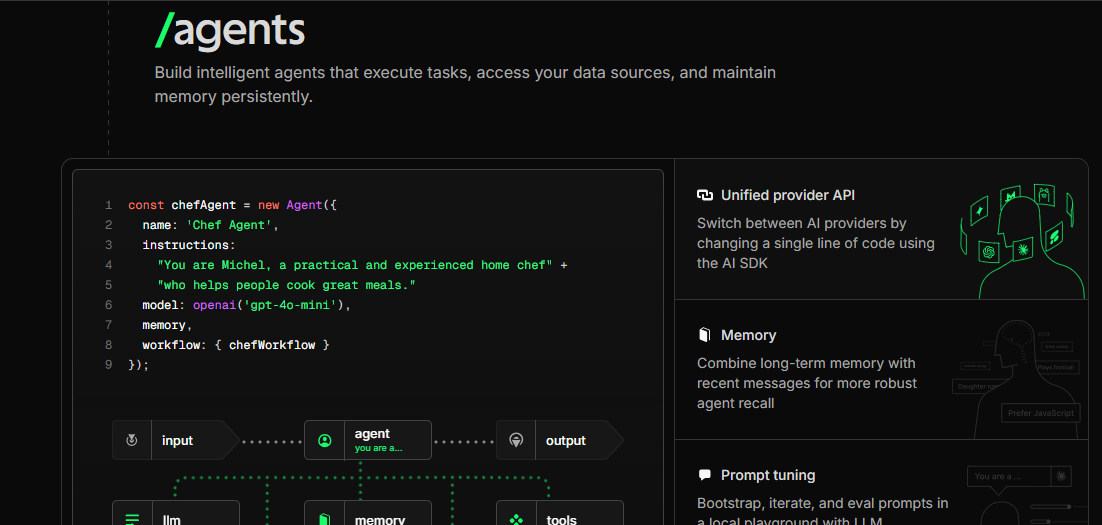 /agents
Build intelligent agents that execute tasks, access your data sources, and maintain
memory persistently.
1 const chefAgent = new Agent({
2 name: 'Chef Agent',
3 instructions:
4 "You are Michel, a practical and experienced home chef" +
5 "who helps people cook great meals."
6 model: openai('gpt-4o-mini'),
7 memory,
8 workflow: { chefWorkflow }
9 });
input
agent
you are a...
output
llm
memory
tools
Unified provider API
Switch between AI providers by
changing a single line of code using
the AI SDK
Memory
Combine long-term memory with
recent messages for more robust
agent recall
Plays football
Prefer JavaScript
Prompt tuning
Bootstrap, iterate, and eval prompts in
a local playground with LLM
You are a ...